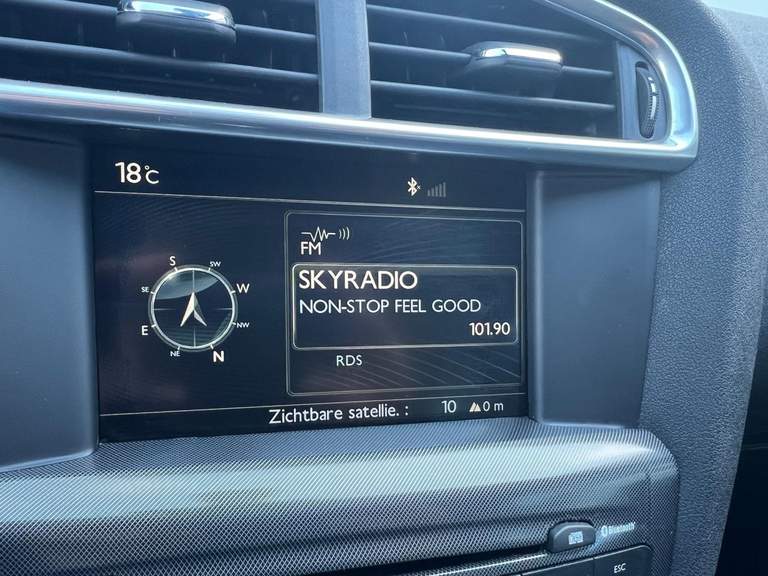 18°C
S
SW
SE
W
E
NW
NE
N
FM
SKYRADIO
NON-STOP FEEL GOOD
101.90
RDS
Zichtbare satellie. : 10 0 m
Bluetooth
ESC